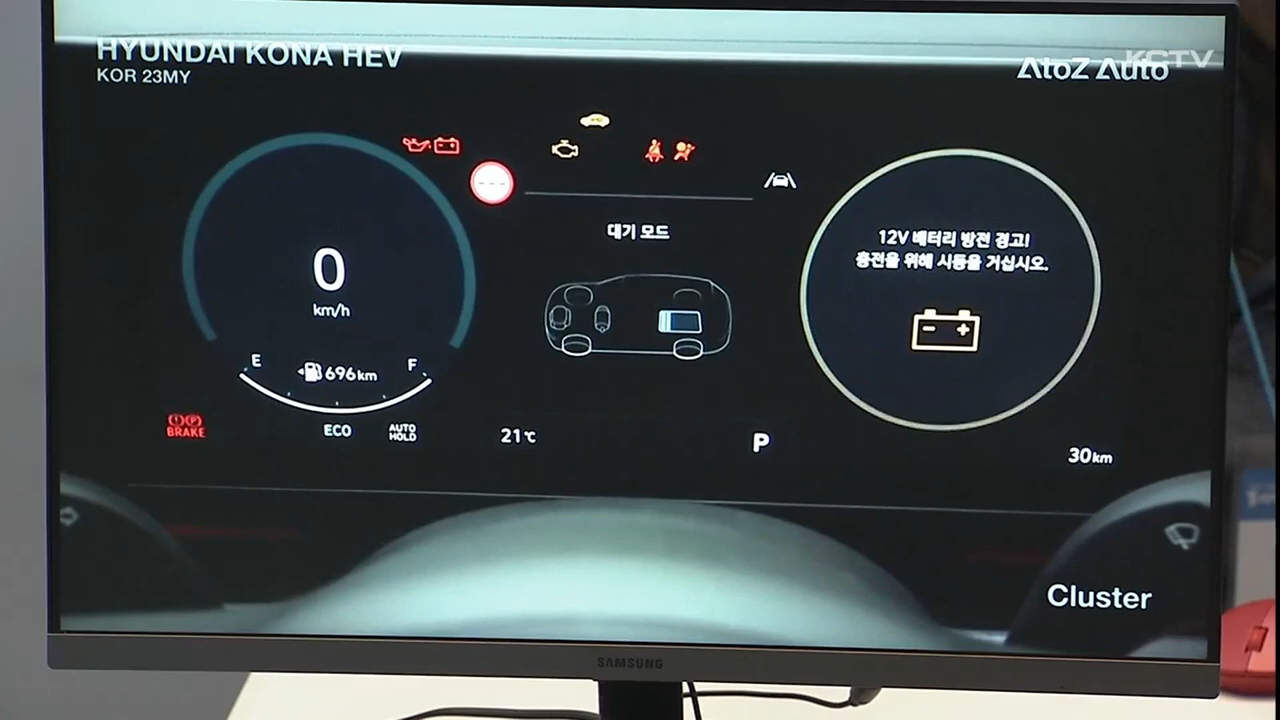 HYUNDAI KONA HEV
KOR 23MY
KCTV
AtoZ Auto
대기 모드
0
km/h
E
696km
F
12V 배터리 방전 경고!
충전을 위해 시동을 거십시오.
BRAKE
ECO
AUTO
HOLD
21℃
P
30km
Cluster
SAMSUNG